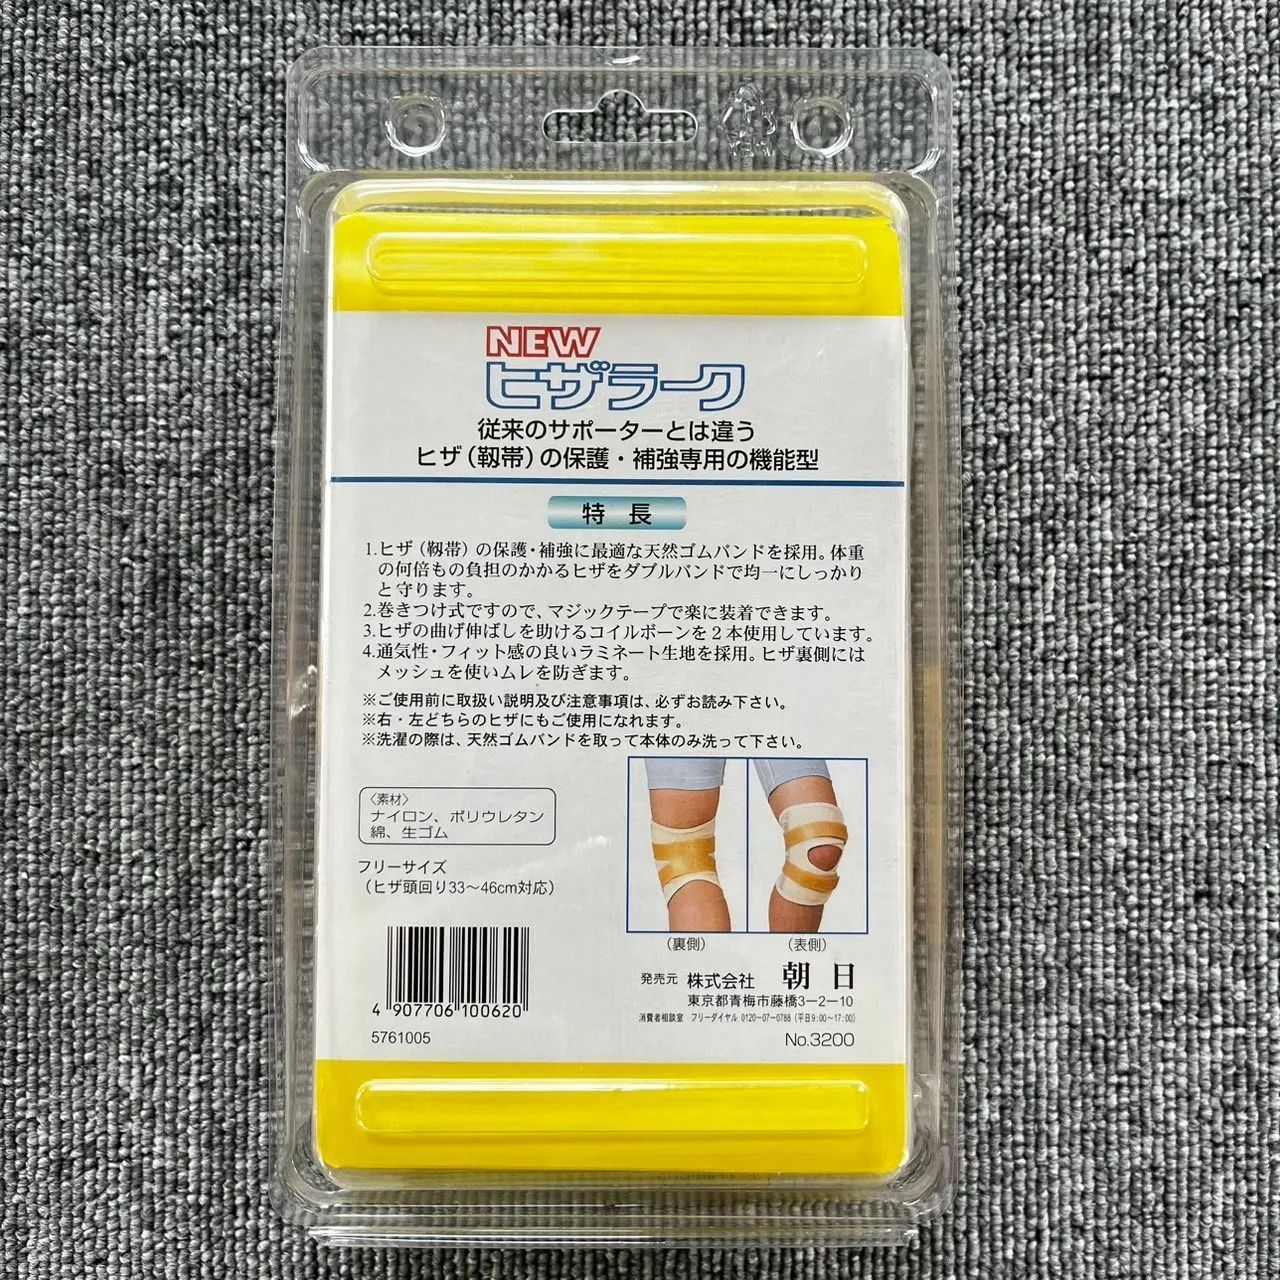 NEW
ヒザラーク
従来のサポーターとは違う
ヒザ(靱帯)の保護・補強専用の機能型
特長
1.ヒザ(靱帯)の保護・補強に最適な天然ゴムバンドを採用。体重
の何倍もの負担のかかるヒザをダブルバンドで均一にしっかり
と守ります。
2.巻きつけ式ですので、マジックテープで楽に装着できます。
3.ヒザの曲げ伸ばしを助けるコイルボーンを2本使用しています。
4.通気性・フィット感の良いラミネート生地を採用。ヒザ裏側には
メッシュを使いムレを防ぎます。
※ご使用前に取扱い説明及び注意事項は、必ずお読み下さい。
※右・左どちらのヒザにもご使用になれます。
※洗濯の際は、天然ゴムバンドを取って本体のみ洗って下さい。
〈素材〉
ナイロン、ポリウレタン
綿、生ゴム
フリーサイズ
(ヒザ頭回り33〜46cm対応)
(裏側)
(表側)
4 907706 100620
5761005
発売元 株式会社 朝日
東京都青梅市藤橋3−2−10
消費者相談室 フリーダイヤル 0120-07-0788 (平日9:00〜17:00)
No.3200